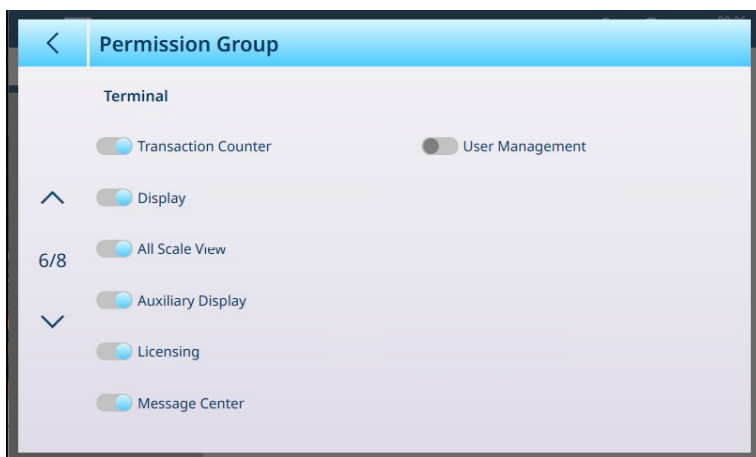 Permission Group
Terminal
Transaction Counter
User Management
Display
All Scale View
6/8
Auxiliary Display
Licensing
Message Center